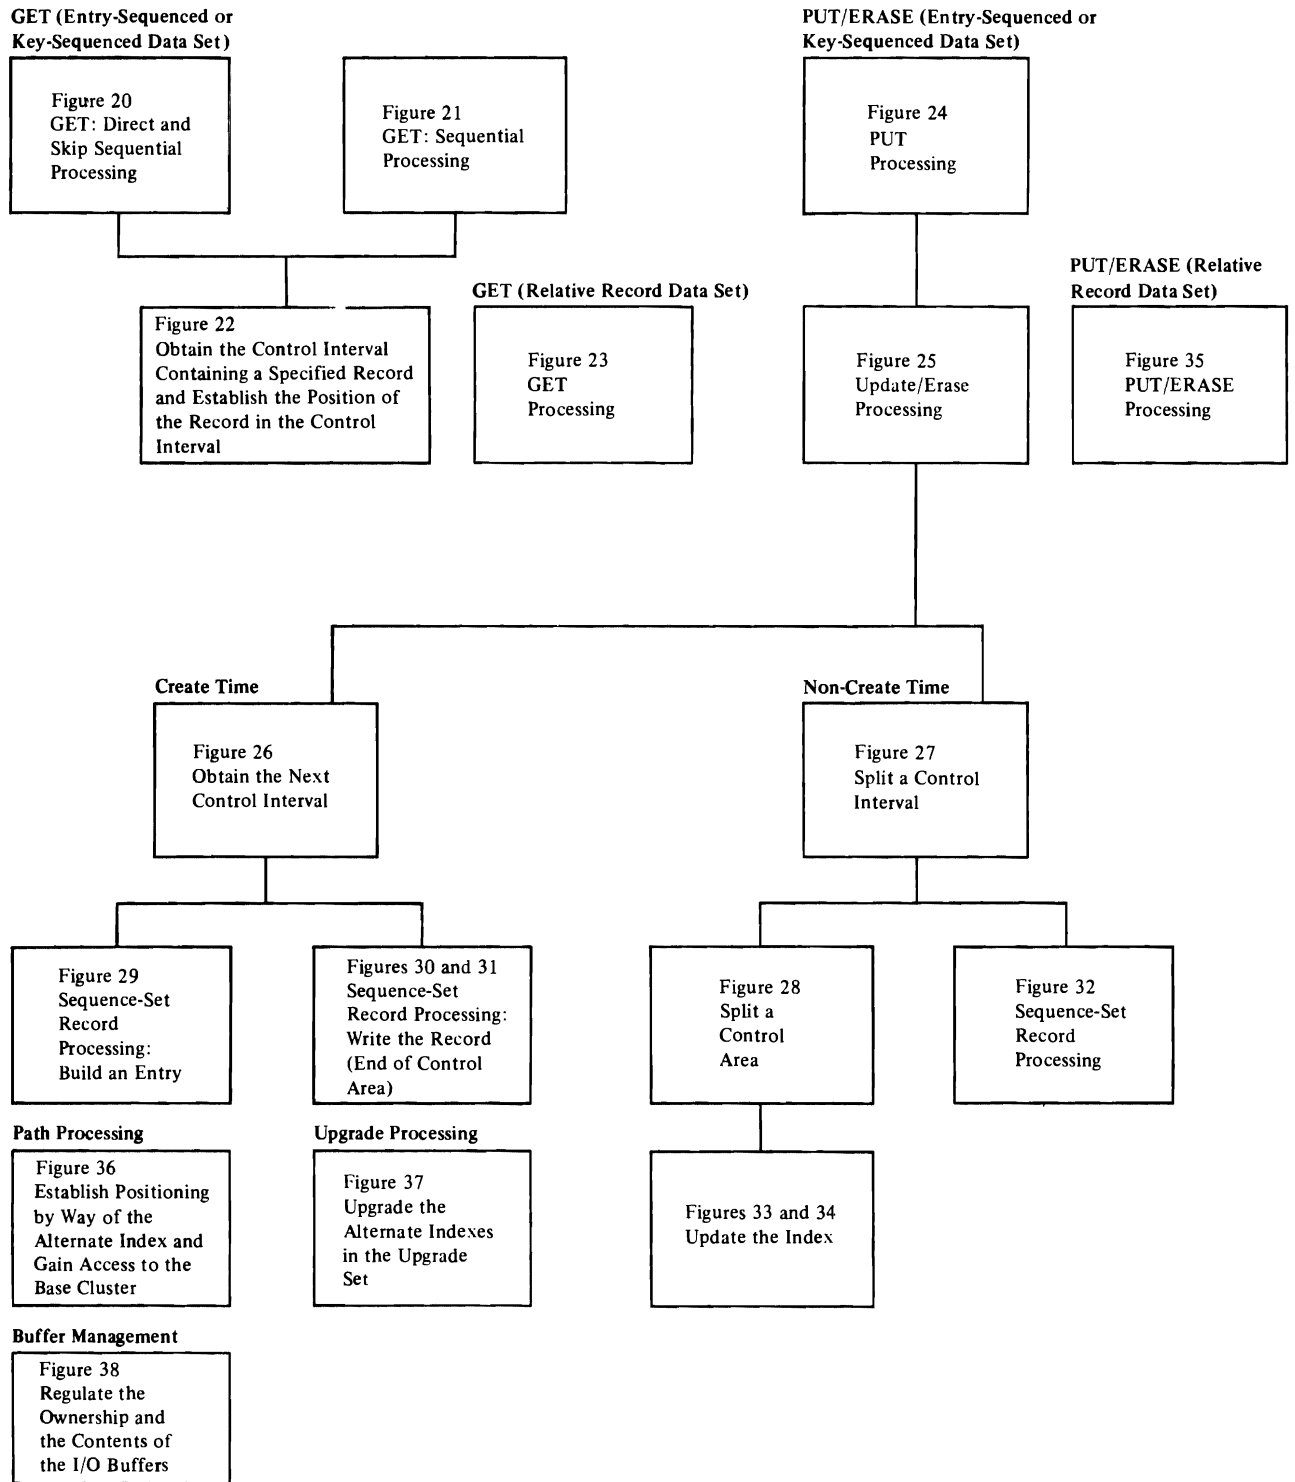 GET (Entry-Sequenced or
Key-Sequenced Data Set)
Figure 20
GET: Direct and
Skip Sequential
Processing
Figure 21
GET: Sequential
Processing
PUT/ERASE (Entry-Sequenced or
Key-Sequenced Data Set)
Figure 24
PUT
Processing
Figure 22
Obtain the Control Interval
Containing a Specified Record
and Establish the Position of
the Record in the Control
Interval
GET (Relative Record Data Set)
Figure 23
GET
Processing
Figure 25
Update/Erase
Processing
PUT/ERASE (Relative
Record Data Set)
Figure 35
PUT/ERASE
Processing
Create Time
Figure 26
Obtain the Next
Control Interval
Non-Create Time
Figure 27
Split a Control
Interval
Figure 29
Sequence-Set
Record
Processing:
Build an Entry
Figures 30 and 31
Sequence-Set
Record Processing:
Write the Record
(End of Control
Area)
Figure 28
Split a
Control
Area
Figure 32
Sequence-Set
Record
Processing
Path Processing
Figure 36
Establish Positioning
by Way of the
Alternate Index and
Gain Access to the
Base Cluster
Upgrade Processing
Figure 37
Upgrade the
Alternate Indexes
in the Upgrade
Set
Figures 33 and 34
Update the Index
Buffer Management
Figure 38
Regulate the
Ownership and
the Contents of
the I/O Buffers